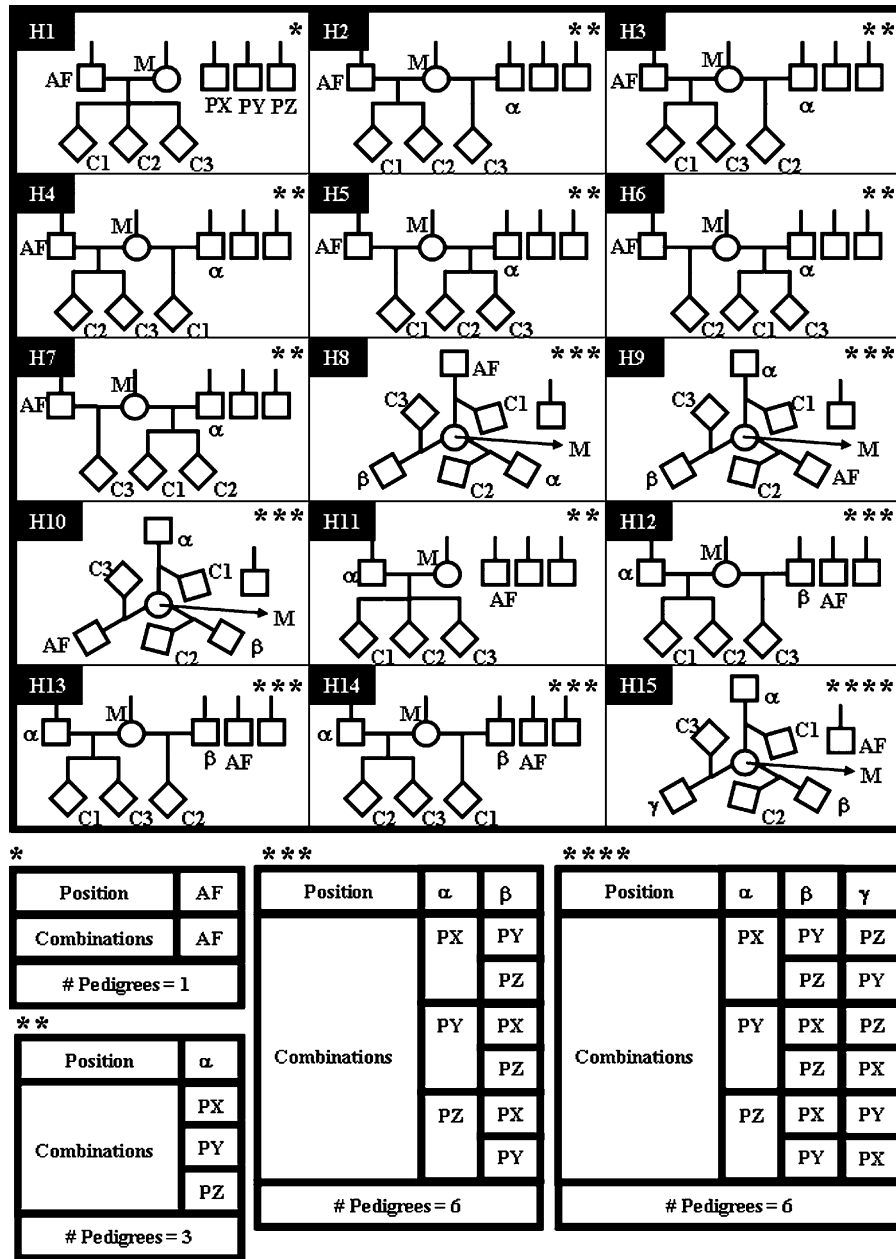 H1 * H2 ** H3 **
AF M PX PY PZ AF M α AF M α
C1 C2 C3 C1 C2 C3 C1 C3 C2
H4 ** H5 ** H6 **
AF M α AF M α AF M α
C2 C3 C1 C1 C2 C3 C2 C1 C3
H7 ** H8 *** H9 ***
AF M α AF C3 C1 M β C2 α α C3 C1 M β C2 AF
C3 C1 C2
H10 *** H11 ** H12 ***
α C3 C1 M AF C2 β α M AF α M β AF
C1 C2 C3 C1 C2 C3
H13 *** H14 *** H15 ****
α M β AF α M β AF α C3 C1 AF M γ C2 β
C1 C3 C2 C2 C3 C1
*
Position AF
Combinations AF
# Pedigrees = 1
**
Position α
Combinations PX
PY
PZ
# Pedigrees = 3
***
Position α β
Combinations
PX PY
PZ
PY PX
PZ
PZ PX
PY
# Pedigrees = 6
****
Position α β γ
Combinations
PX PY PZ
PZ PY
PY PX PZ
PZ PX
PZ PX PY
PY PX
# Pedigrees = 6